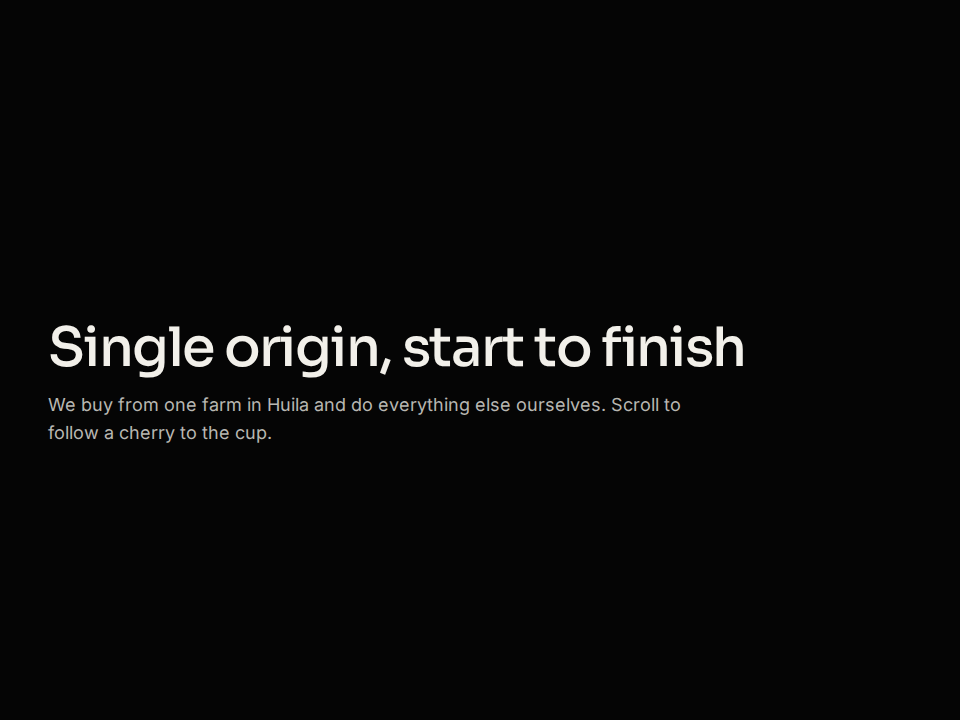 Single origin, start to finish
We buy from one farm in Huila and do everything else ourselves. Scroll to
follow a cherry to the cup.